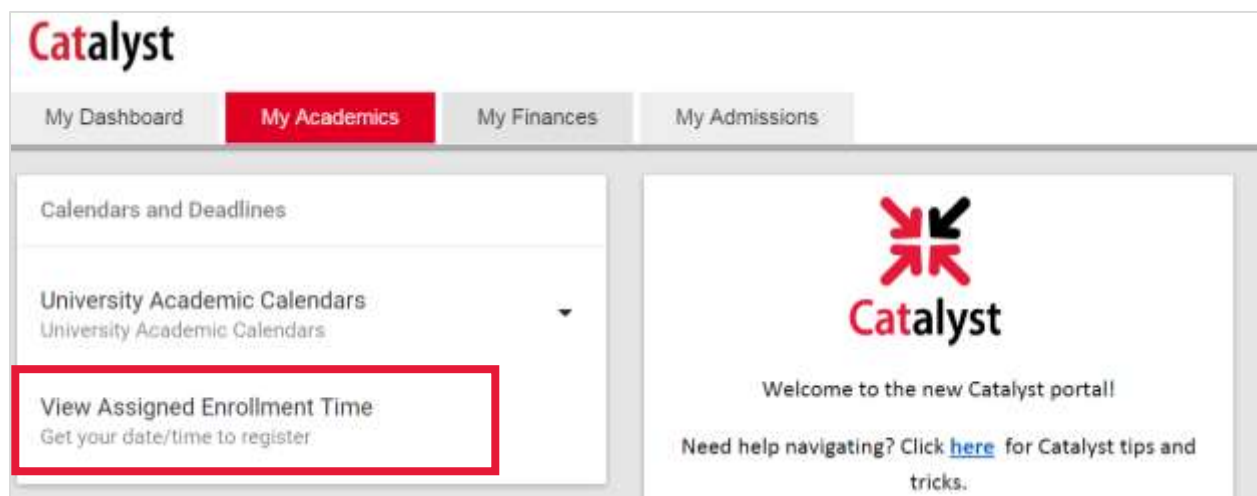 Catalyst
My Dashboard
My Academics
My Finances
My Admissions
Calendars and Deadlines
University Academic Calendars
University Academic Calendars
View Assigned Enrollment Time
Get your date/time to register
Catalyst
Welcome to the new Catalyst portal!
Need help navigating? Click here for Catalyst tips and
tricks.